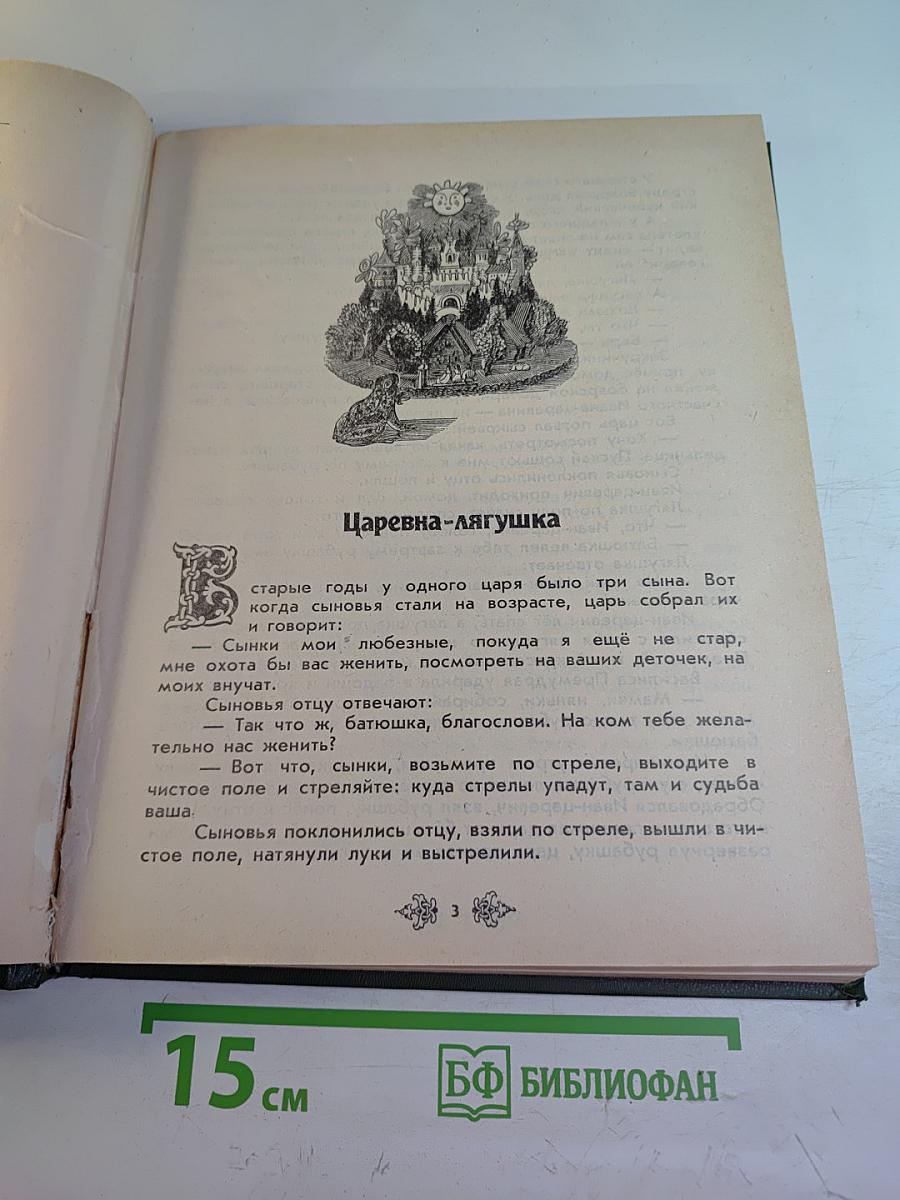 Царевна-лягушка
В старые годы у одного царя было три сына. Вот
когда сыновья стали на возрасте, царь собрал их
и говорит:
— Сынки мои любезные, покуда я ещё не стар,
мне охота бы вас женить, посмотреть на ваших деточек, на
моих внучат.
Сыновья отцу отвечают:
— Так что ж, батюшка, благослови. На ком тебе жела-
тельно нас женить?
— Вот что, сынки, возьмите по стреле, выходите в
чистое поле и стреляйте: куда стрелы упадут, там и судьба
ваша.
Сыновья поклонились отцу, взяли по стреле, вышли в чи-
стое поле, натянули луки и выстрелили.
3
15 см
БФ БИБЛИОФАН